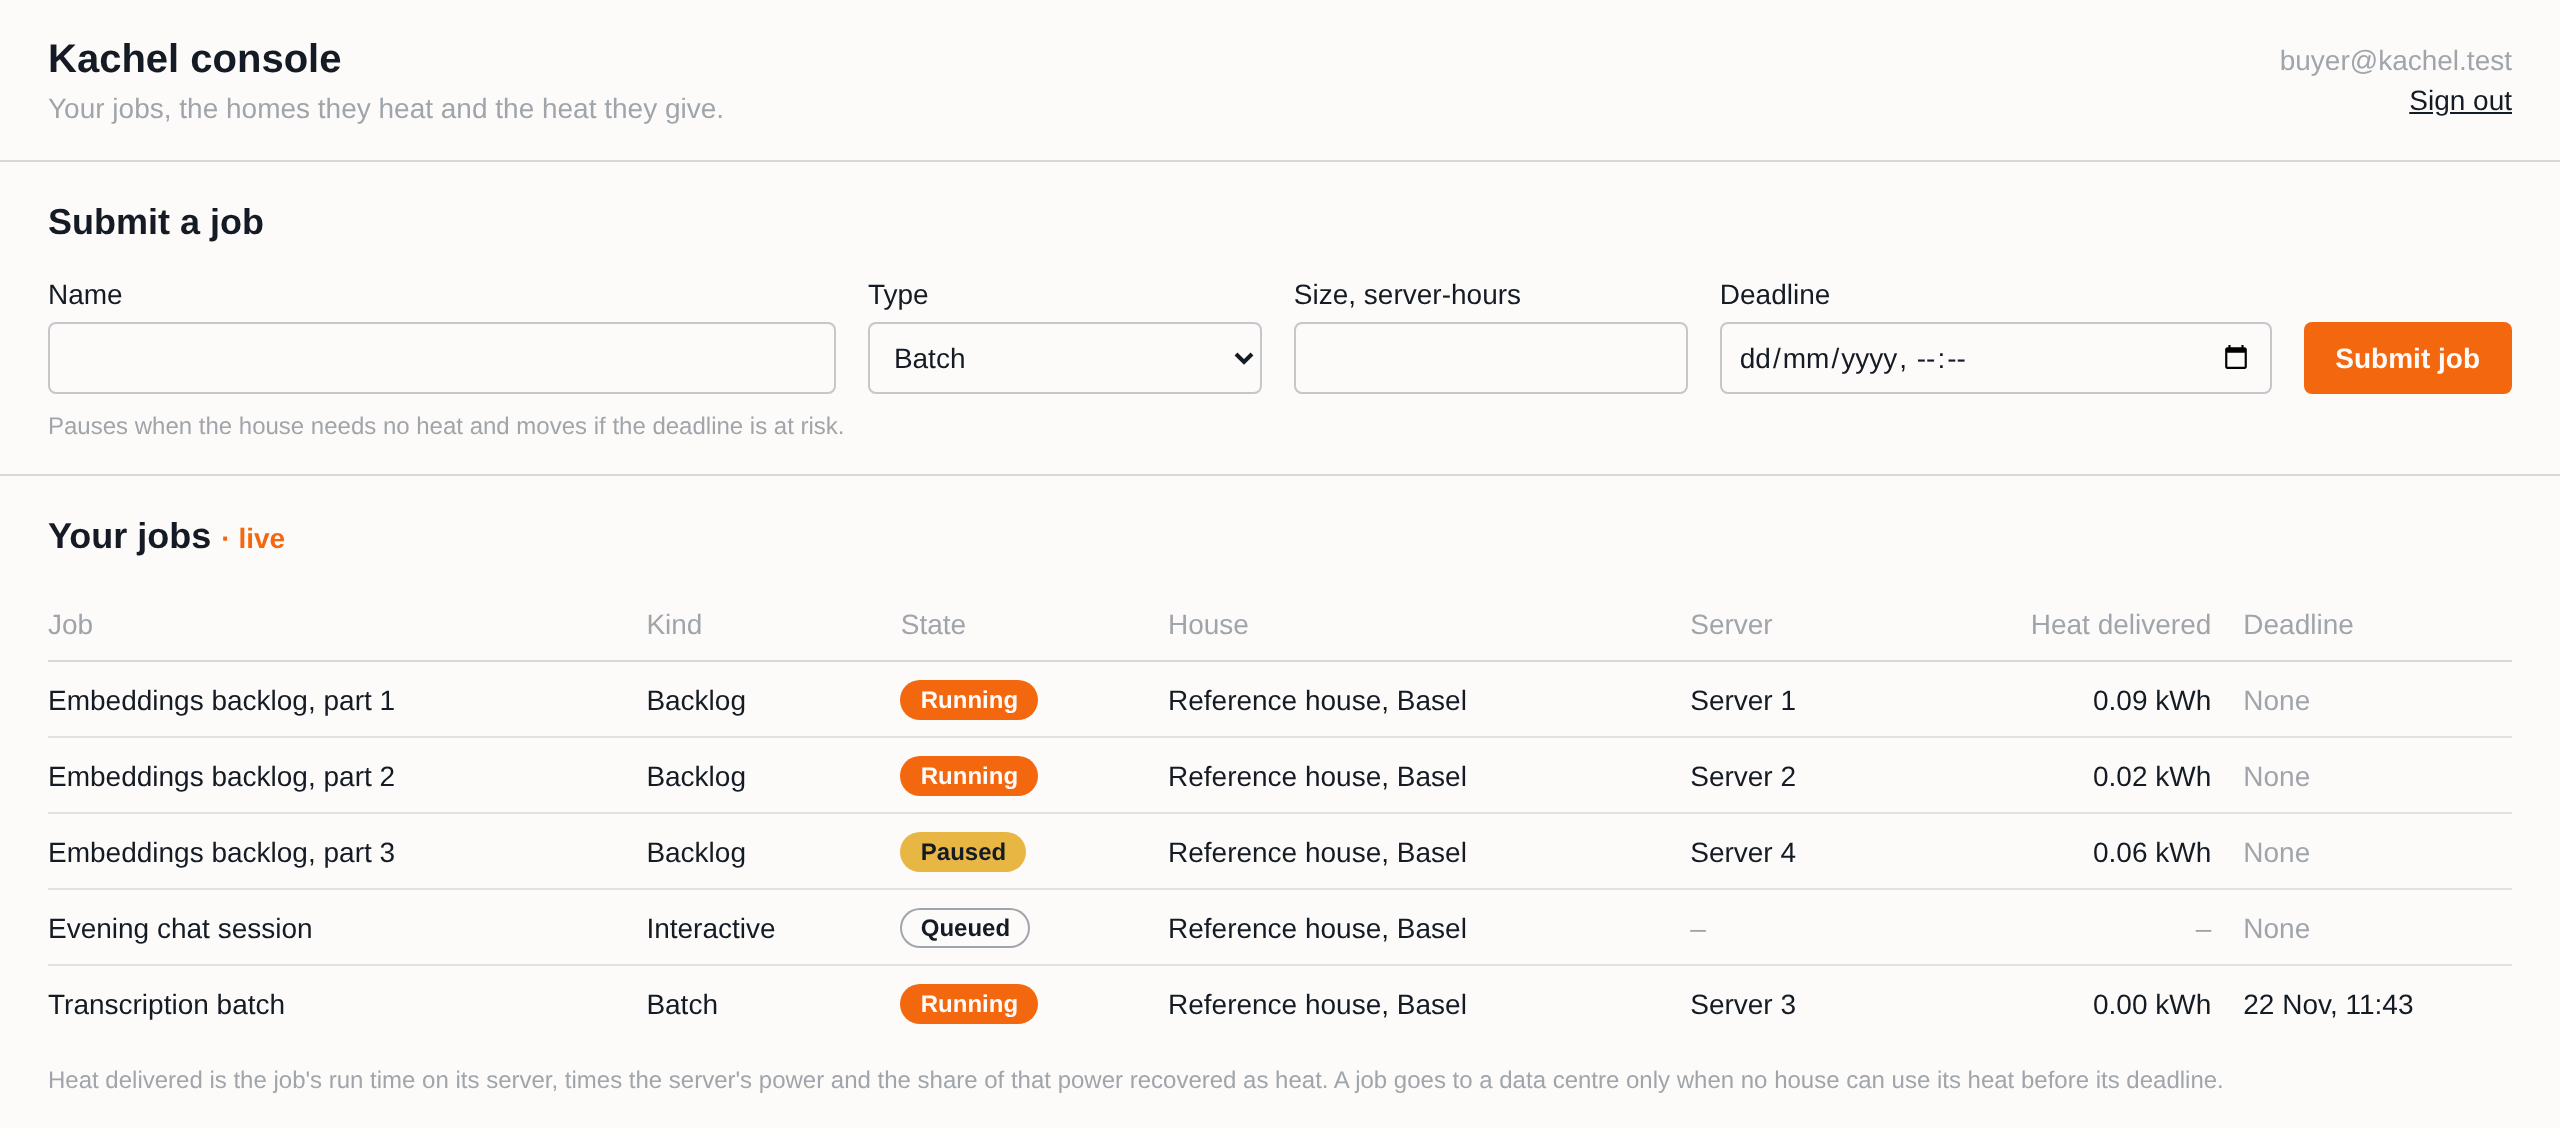 Kachel console
buyer@kachel.test
Your jobs, the homes they heat and the heat they give.
Sign out
Submit a job
Name Type Size, server-hours Deadline
Batch dd/mm/yyyy, --:-- Submit job
Pauses when the house needs no heat and moves if the deadline is at risk.
Your jobs · live
Job Kind State House Server Heat delivered Deadline
Embeddings backlog, part 1 Backlog Running Reference house, Basel Server 1 0.09 kWh None
Embeddings backlog, part 2 Backlog Running Reference house, Basel Server 2 0.02 kWh None
Embeddings backlog, part 3 Backlog Paused Reference house, Basel Server 4 0.06 kWh None
Evening chat session Interactive Queued Reference house, Basel – – None
Transcription batch Batch Running Reference house, Basel Server 3 0.00 kWh 22 Nov, 11:43
Heat delivered is the job's run time on its server, times the server's power and the share of that power recovered as heat. A job goes to a data centre only when no house can use its heat before its deadline.